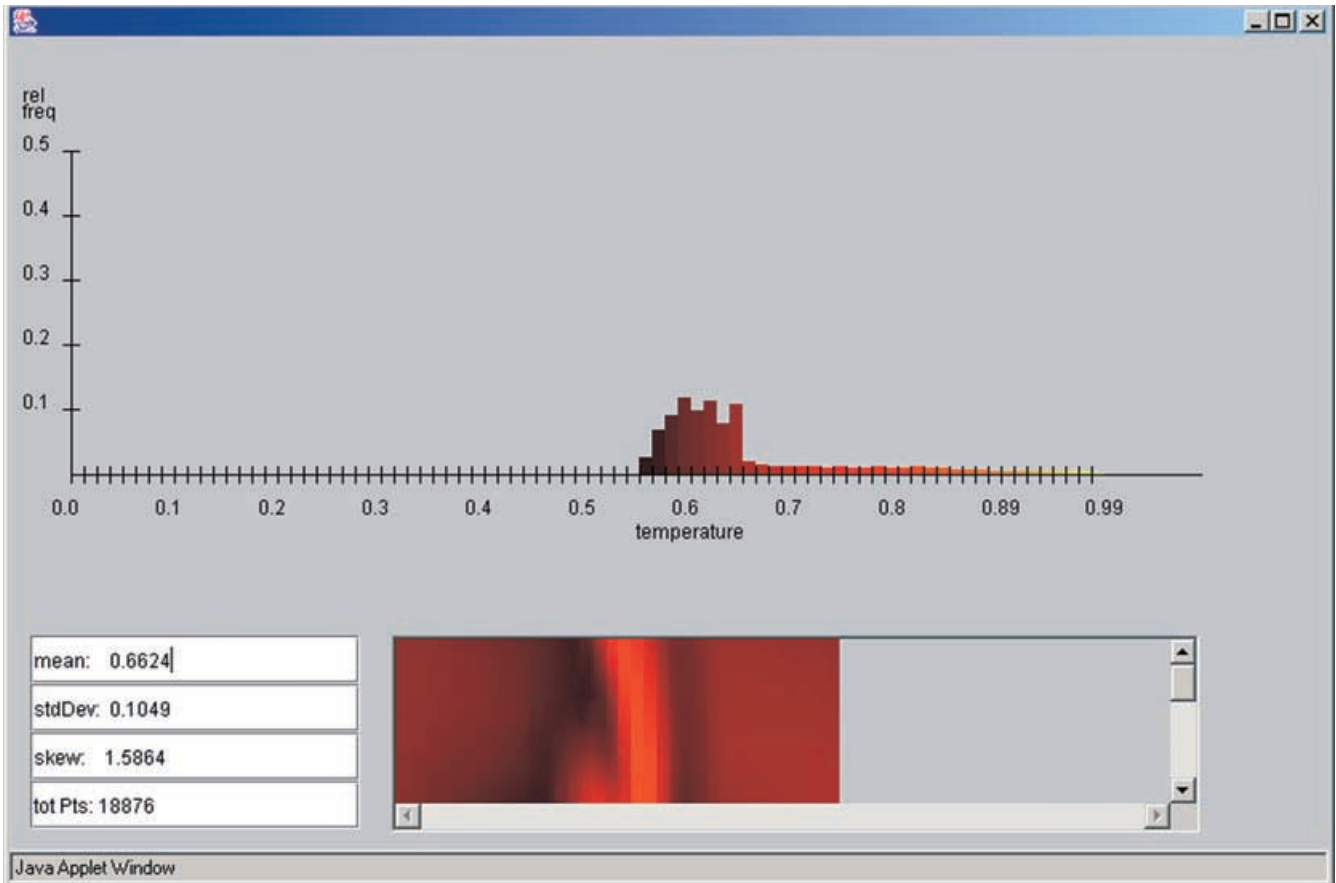 rel
freq
0.5
0.4
0.3
0.2
0.1
0.0 0.1 0.2 0.3 0.4 0.5 0.6 0.7 0.8 0.89 0.99
temperature
mean: 0.6624
stdDev: 0.1049
skew: 1.5864
tot Pts: 18876
Java Applet Window